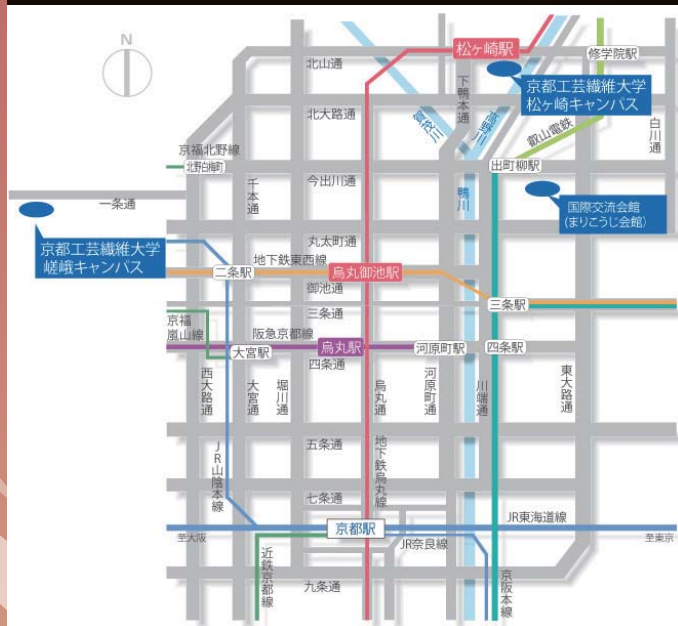 N
松ヶ崎駅
修学院駅
北山通
下鴨本通
京都工芸繊維大学
松ヶ崎キャンパス
北大路通
賀茂川
高野川
叡山電鉄
白川通
京福北野線
北野白梅町
千本通
今出川通
出町柳駅
鴨川
一条通
国際交流会館
(まりこうじ会館)
丸太町通
京都工芸繊維大学
嵯峨キャンパス
地下鉄東西線
二条駅
烏丸御池駅
御池通
三条駅
三条通
京福
嵐山線
阪急京都線
大宮駅
烏丸駅
河原町駅
四条駅
四条通
西大路通
大宮通
堀川通
烏丸通
河原町通
川端通
東大路通
五条通
JR山陰本線
地下鉄烏丸線
七条通
京都駅
JR東海道線
至大阪
JR奈良線
至東京
近鉄京都線
九条通
京阪本線